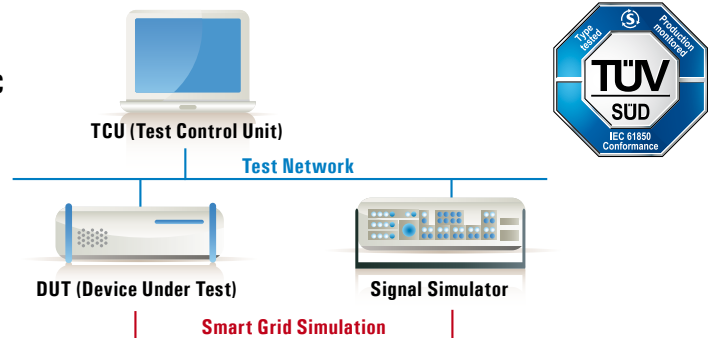 C
TCU (Test Control Unit)
Test Network
DUT (Device Under Test)
Signal Simulator
Smart Grid Simulation
Type
tested
S
Production
monitored
TÜV
SÜD
IEC 61850
Conformance